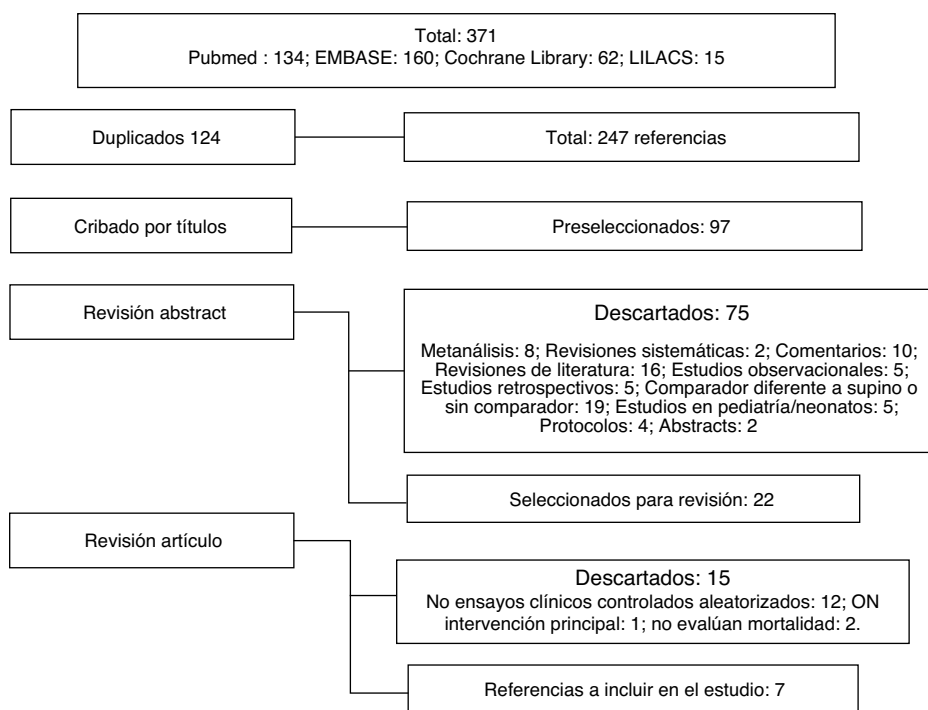 Total: 371
Pubmed : 134; EMBASE: 160; Cochrane Library: 62; LILACS: 15
Duplicados 124
Total: 247 referencias
Cribado por títulos
Preseleccionados: 97
Revisión abstract
Descartados: 75
Metanálisis: 8; Revisiones sistemáticas: 2; Comentarios: 10;
Revisiones de literatura: 16; Estudios observacionales: 5;
Estudios retrospectivos: 5; Comparador diferente a supino o
sin comparador: 19; Estudios en pediatría/neonatos: 5;
Protocolos: 4; Abstracts: 2
Seleccionados para revisión: 22
Revisión artículo
Descartados: 15
No ensayos clínicos controlados aleatorizados: 12; ON
intervención principal: 1; no evalúan mortalidad: 2.
Referencias a incluir en el estudio: 7